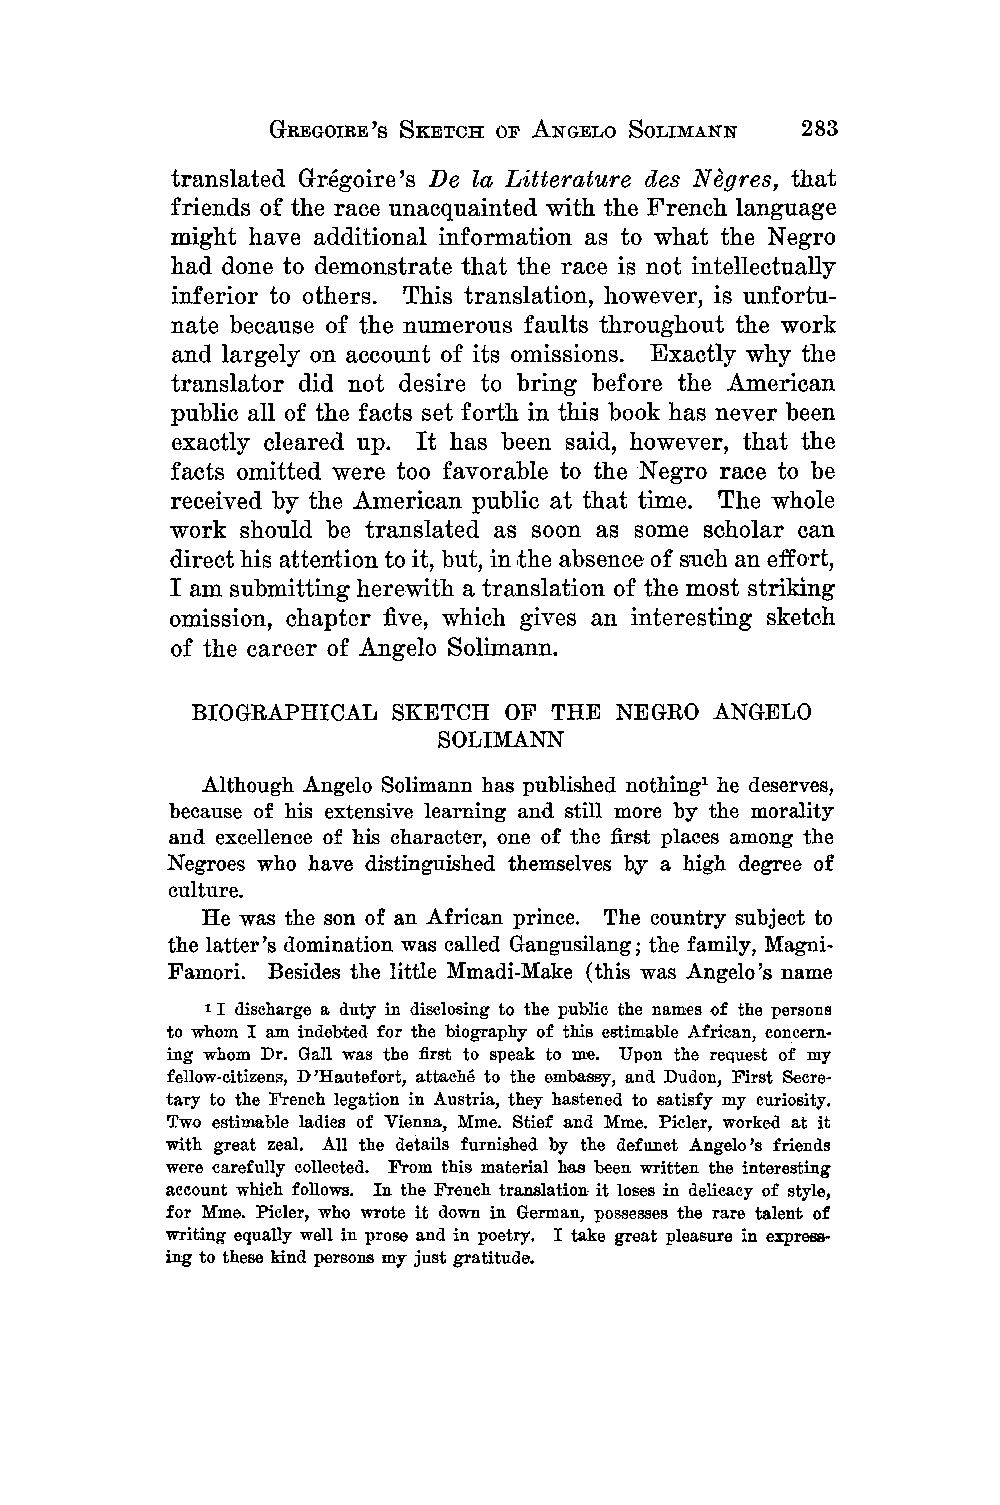 GREGOIRE'S SKETCH OF ANGELO SOLIMANN 283
translated Grégoire's De la Litterature des Nègres, that
friends of the race unacquainted with the French language
might have additional information as to what the Negro
had done to demonstrate that the race is not intellectually
inferior to others. This translation, however, is unfortu-
nate because of the numerous faults throughout the work
and largely on account of its omissions. Exactly why the
translator did not desire to bring before the American
public all of the facts set forth in this book has never been
exactly cleared up. It has been said, however, that the
facts omitted were too favorable to the Negro race to be
received by the American public at that time. The whole
work should be translated as soon as some scholar can
direct his attention to it, but, in the absence of such an effort,
I am submitting herewith a translation of the most striking
omission, chapter five, which gives an interesting sketch
of the career of Angelo Solimann.
BIOGRAPHICAL SKETCH OF THE NEGRO ANGELO
SOLIMANN
Although Angelo Solimann has published nothing¹ he deserves,
because of his extensive learning and still more by the morality
and excellence of his character, one of the first places among the
Negroes who have distinguished themselves by a high degree of
culture.
He was the son of an African prince. The country subject to
the latter's domination was called Gangusilang; the family, Magni-
Famori. Besides the little Mmadi-Make (this was Angelo's name
¹ I discharge a duty in disclosing to the public the names of the persons
to whom I am indebted for the biography of this estimable African, concern-
ing whom Dr. Gall was the first to speak to me. Upon the request of my
fellow-citizens, D'Hautefort, attaché to the embassy, and Dudon, First Secre-
tary to the French legation in Austria, they hastened to satisfy my curiosity.
Two estimable ladies of Vienna, Mme. Stief and Mme. Picler, worked at it
with great zeal. All the details furnished by the defunct Angelo's friends
were carefully collected. From this material has been written the interesting
account which follows. In the French translation it loses in delicacy of style,
for Mme. Picler, who wrote it down in German, possesses the rare talent of
writing equally well in prose and in poetry. I take great pleasure in express-
ing to these kind persons my just gratitude.